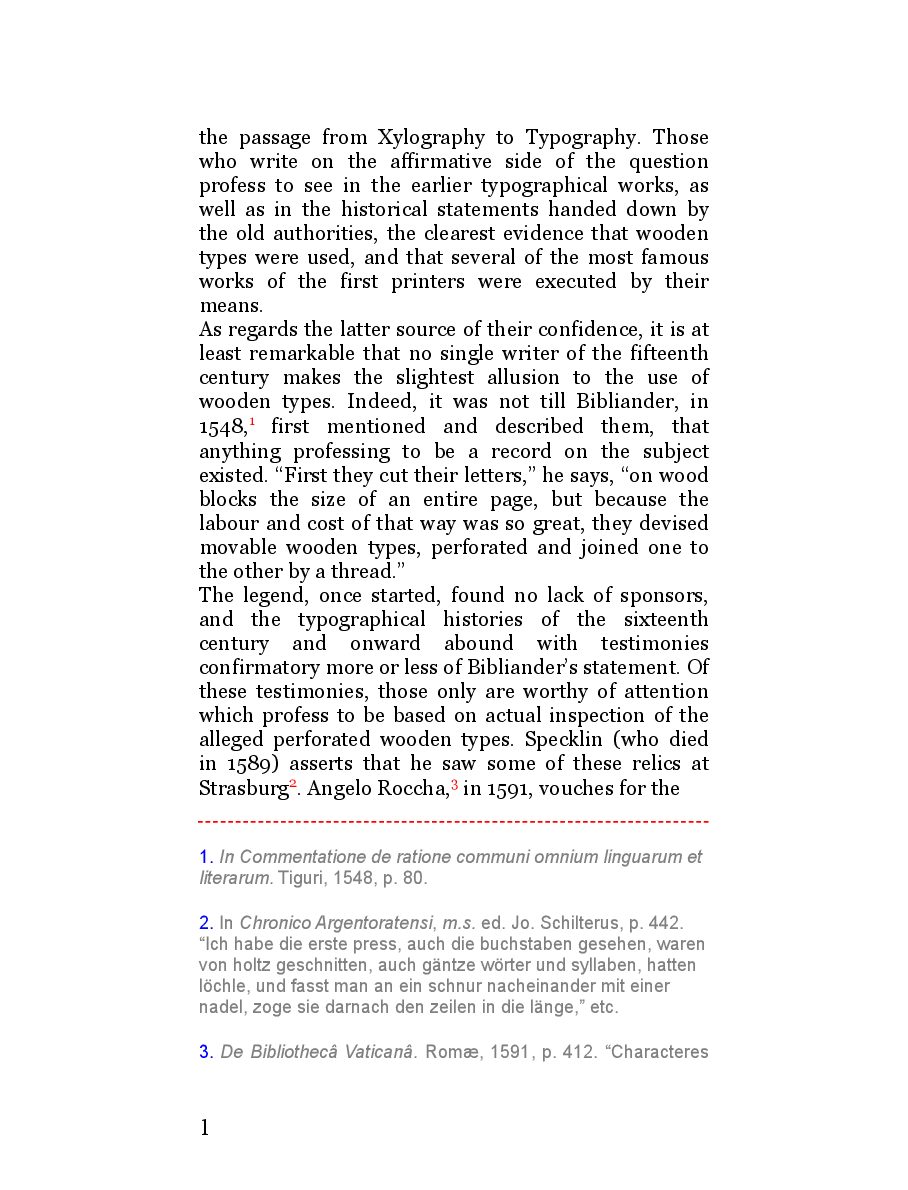 the passage from Xylography to Typography. Those
who write on the affirmative side of the question
profess to see in the earlier typographical works, as
well as in the historical statements handed down by
the old authorities, the clearest evidence that wooden
types were used, and that several of the most famous
works of the first printers were executed by their
means.
As regards the latter source of their confidence, it is at
least remarkable that no single writer of the fifteenth
century makes the slightest allusion to the use of
wooden types. Indeed, it was not till Bibliander, in
1548,1 first mentioned and described them, that
anything professing to be a record on the subject
existed. “First they cut their letters,” he says, “on wood
blocks the size of an entire page, but because the
labour and cost of that way was so great, they devised
movable wooden types, perforated and joined one to
the other by a thread.”
The legend, once started, found no lack of sponsors,
and the typographical histories of the sixteenth
century and onward abound with testimonies
confirmatory more or less of Bibliander’s statement. Of
these testimonies, those only are worthy of attention
which profess to be based on actual inspection of the
alleged perforated wooden types. Specklin (who died
in 1589) asserts that he saw some of these relics at
Strasburg2. Angelo Roccha,3 in 1591, vouches for the
1. In Commentatione de ratione communi omnium linguarum et
literarum. Tiguri, 1548, p. 80.
2. In Chronico Argentoratensi, m.s. ed. Jo. Schilterus, p. 442.
“Ich habe die erste press, auch die buchstaben gesehen, waren
von holtz geschnitten, auch gäntze wörter und syllaben, hatten
löchle, und fasst man an ein schnur nacheinander mit einer
nadel, zoge sie darnach den zeilen in die länge,” etc.
3. De Bibliothecâ Vaticanâ. Romæ, 1591, p. 412. “Characteres
1